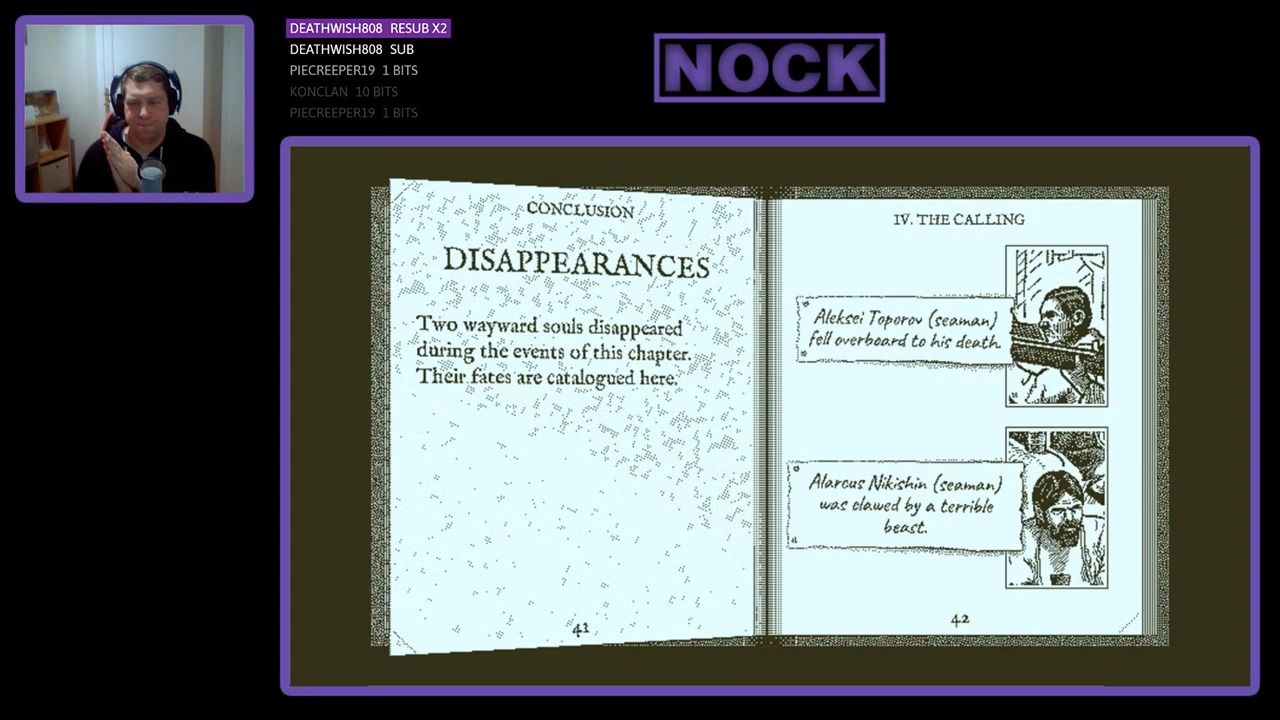 DEATHWISH808 RESUB X2
DEATHWISH808 SUB
PIECREEPER19 1 BITS
KONCLAN 10 BITS
PIECREEPER19 1 BITS
NOCK
CONCLUSION
DISAPPEARANCES
Two wayward souls disappeared
during the events of this chapter.
Their fates are catalogued here.
41
IV. THE CALLING
Aleksei Toporov (seaman)
fell overboard to his death.
Alarcus Nikishin (seaman)
was clawed by a terrible
beast.
42